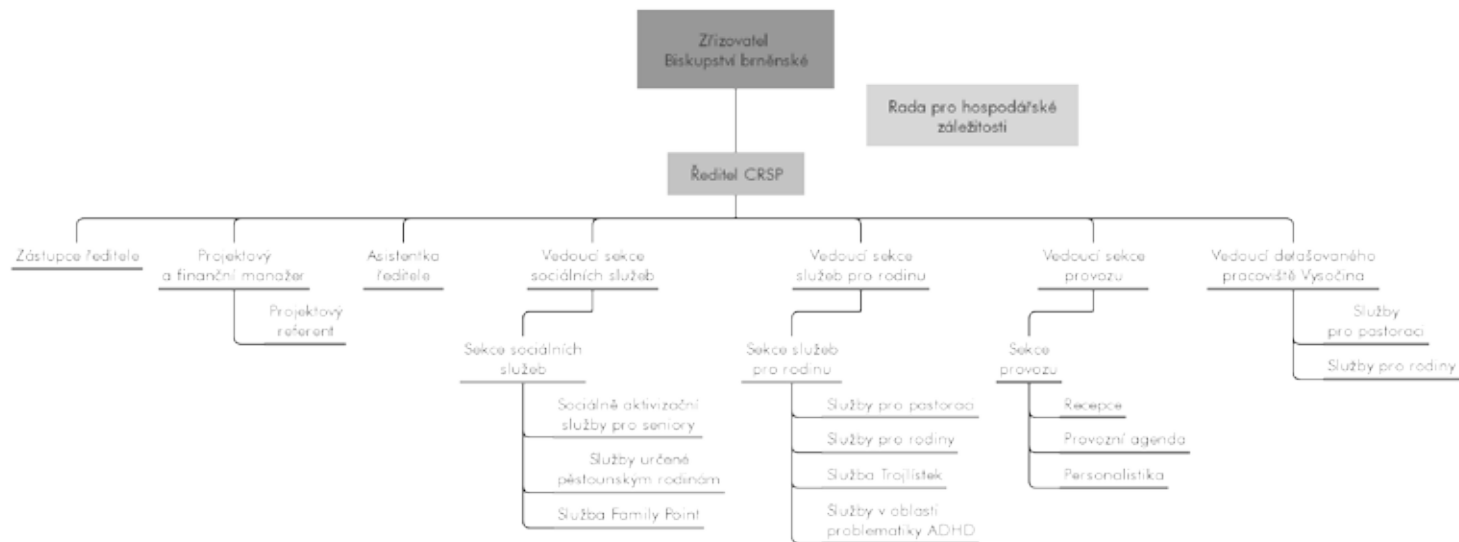 Zřizovatel
Biskupství brněnské
Rada pro hospodářské
záležitosti
Ředitel CRSP
Zástupce ředitele
Projektový
a finanční manažer
Projektový
referent
Asistentka
ředitele
Vedoucí sekce
sociálních služeb
Sekce sociálních
služeb
Sociálně aktivizační
služby pro seniory
Služby určené
pěstounským rodinám
Služba Family Point
Vedoucí sekce
služeb pro rodinu
Sekce služeb
pro rodinu
Služby pro pastoraci
Služby pro rodiny
Služba Trojlístek
Služby v oblasti
problematiky ADHD
Vedoucí sekce
provozu
Sekce
provozu
Recepce
Provozní agenda
Personalistika
Vedoucí detašovaného
pracoviště Vysočina
Služby
pro pastoraci
Služby pro rodiny